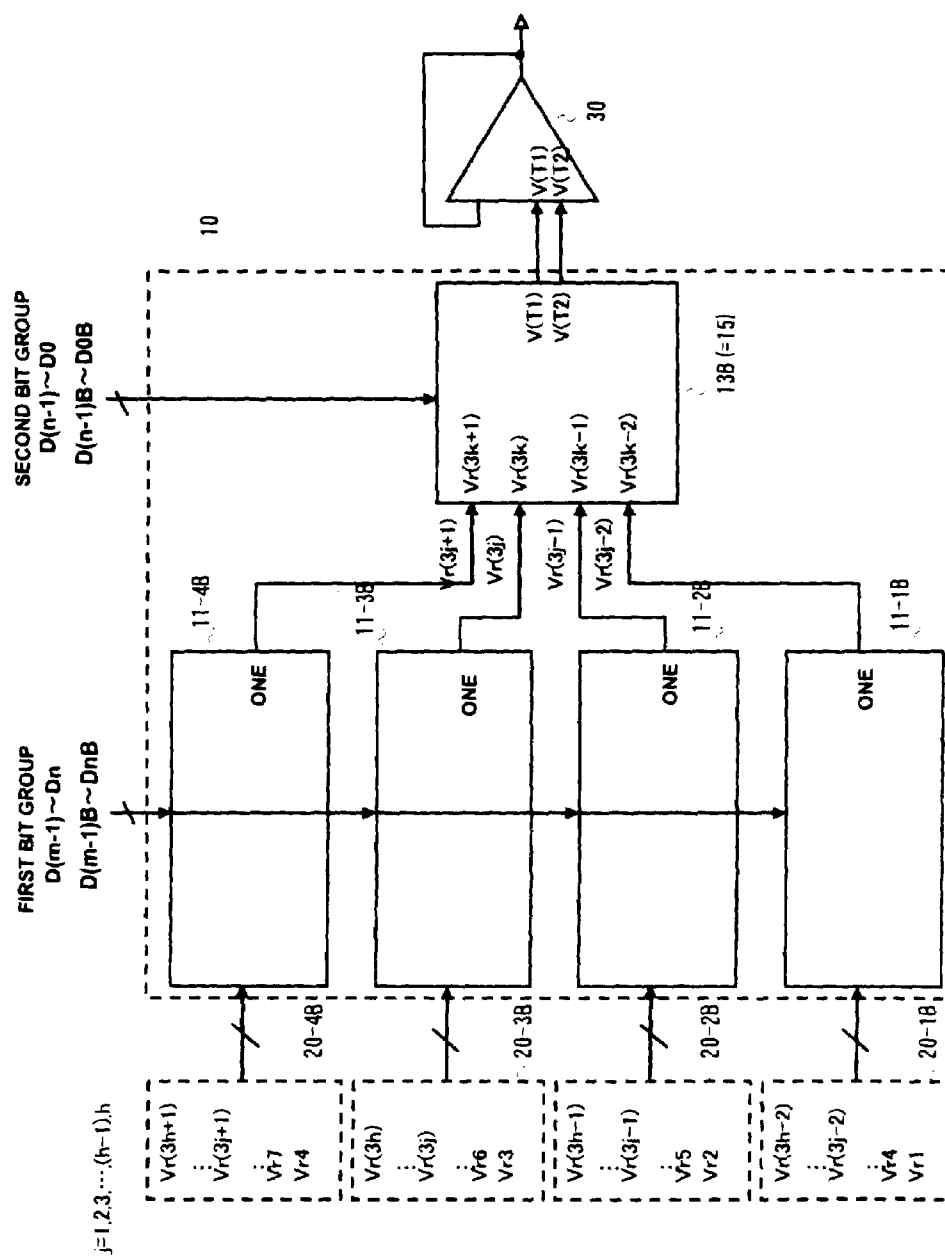 j=1,2,3,…,(h−1),h
FIRST BIT GROUP
D(m-1)～Dn
D(m-1)B～DnB
SECOND BIT GROUP
D(n-1)～D0
D(n-1)B～D0B
10
Vr(3h+1)
⋮
Vr(3j+1)
⋮
Vr7
Vr4
20-4B
ONE
11-4B
Vr(3h)
⋮
Vr(3j)
⋮
Vr6
Vr3
20-3B
ONE
11-3B
Vr(3h−1)
⋮
Vr(3j−1)
⋮
Vr5
Vr2
20-2B
ONE
11-2B
Vr(3h−2)
⋮
Vr(3j−2)
⋮
Vr4
Vr1
20-1B
ONE
11-1B
Vr(3j+1)
Vr(3j)
Vr(3j−1)
Vr(3j−2)
Vr(3k+1)
Vr(3k)
Vr(3k−1)
Vr(3k−2)
V(T1)
V(T2)
13B (=15)
V(T1)
V(T2)
30